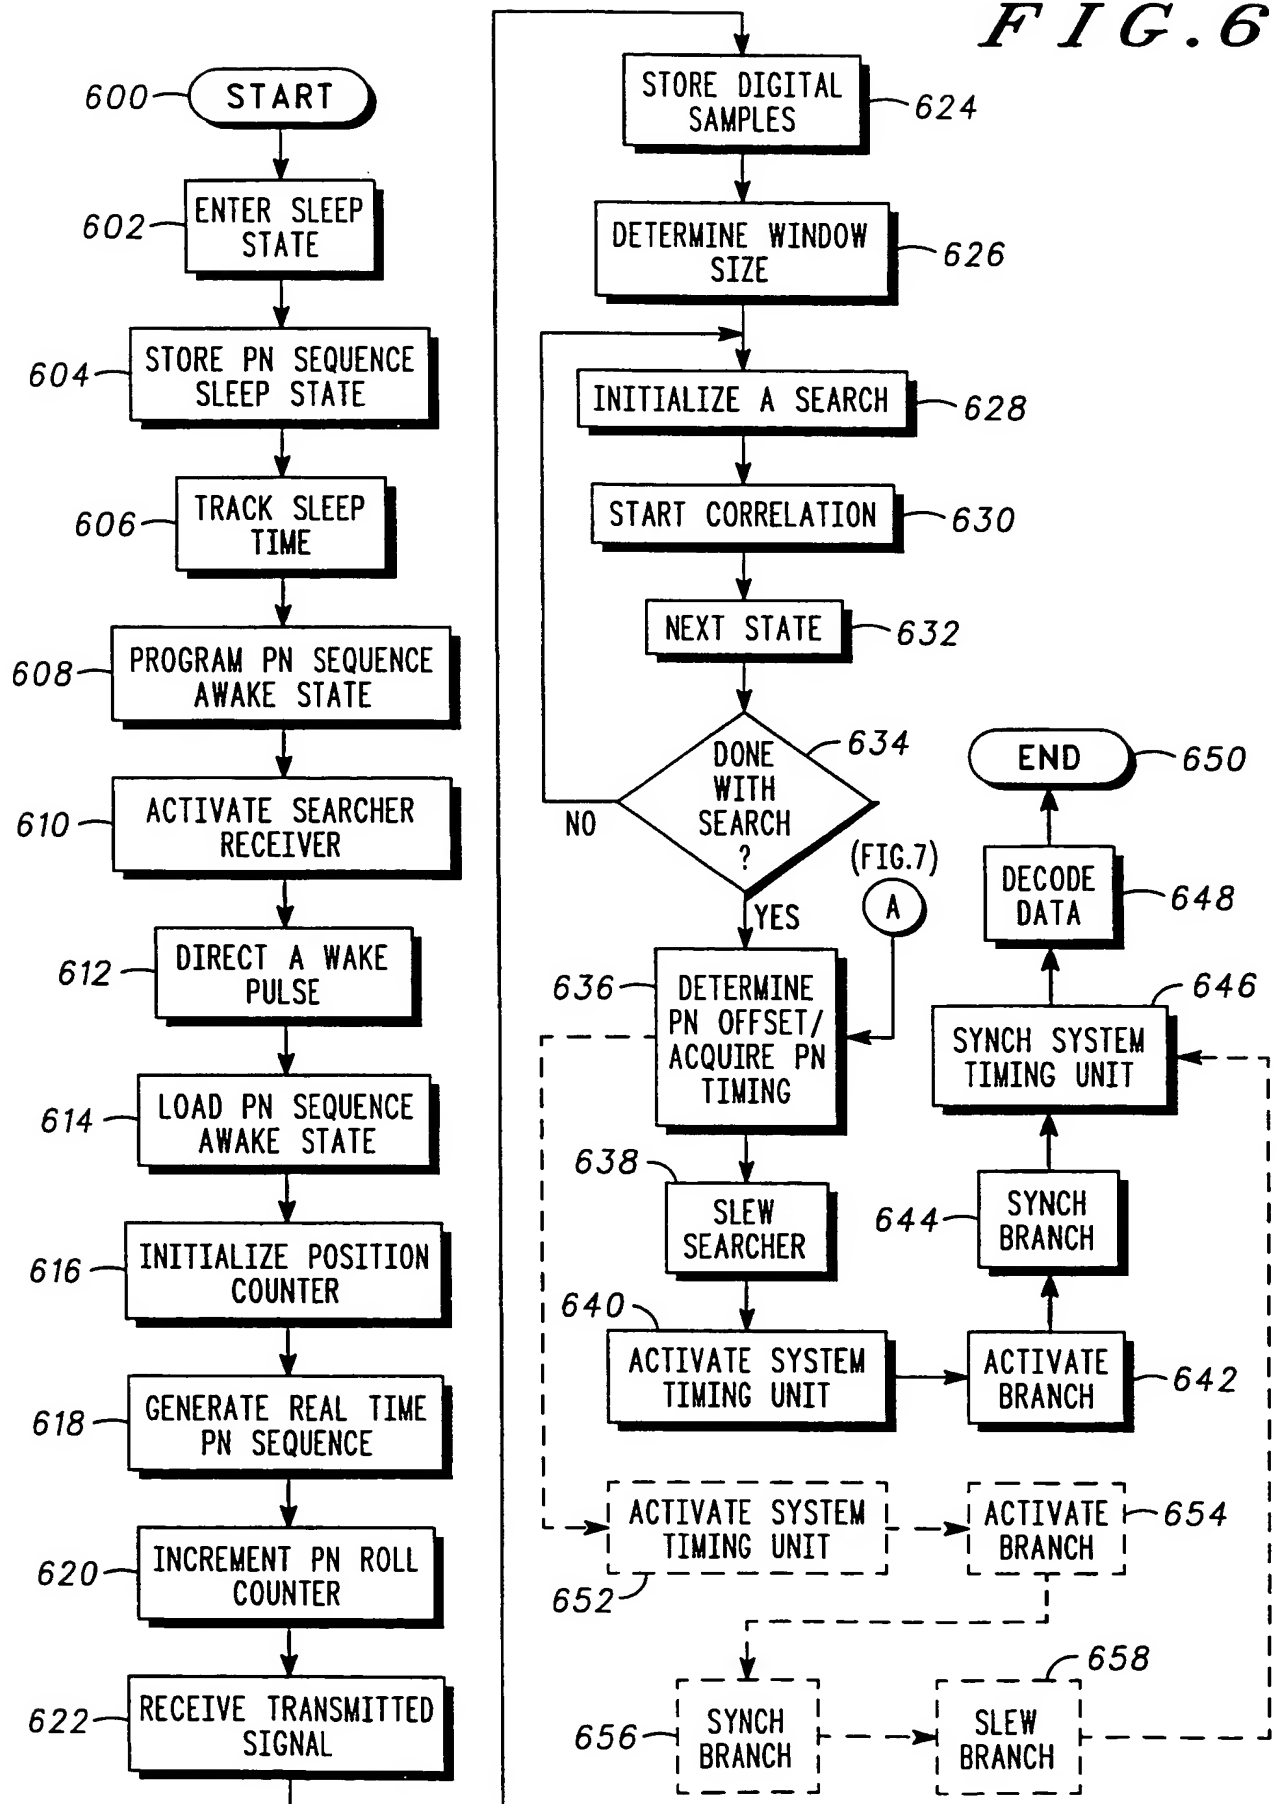 FIG.6
600
START
602
ENTER SLEEP
STATE
604
STORE PN SEQUENCE
SLEEP STATE
606
TRACK SLEEP
TIME
608
PROGRAM PN SEQUENCE
AWAKE STATE
610
ACTIVATE SEARCHER
RECEIVER
612
DIRECT A WAKE
PULSE
614
LOAD PN SEQUENCE
AWAKE STATE
616
INITIALIZE POSITION
COUNTER
618
GENERATE REAL TIME
PN SEQUENCE
620
INCREMENT PN ROLL
COUNTER
622
RECEIVE TRANSMITTED
SIGNAL
STORE DIGITAL
SAMPLES
624
DETERMINE WINDOW
SIZE
626
INITIALIZE A SEARCH
628
START CORRELATION
630
NEXT STATE
632
DONE
WITH
SEARCH
?
634
NO
YES
(FIG.7)
A
636
DETERMINE
PN OFFSET/
ACQUIRE PN
TIMING
638
SLEW
SEARCHER
640
ACTIVATE SYSTEM
TIMING UNIT
ACTIVATE
BRANCH
642
644
SYNCH
BRANCH
646
SYNCH SYSTEM
TIMING UNIT
DECODE
DATA
648
END
650
ACTIVATE SYSTEM
TIMING UNIT
652
ACTIVATE
BRANCH
654
656
SYNCH
BRANCH
658
SLEW
BRANCH